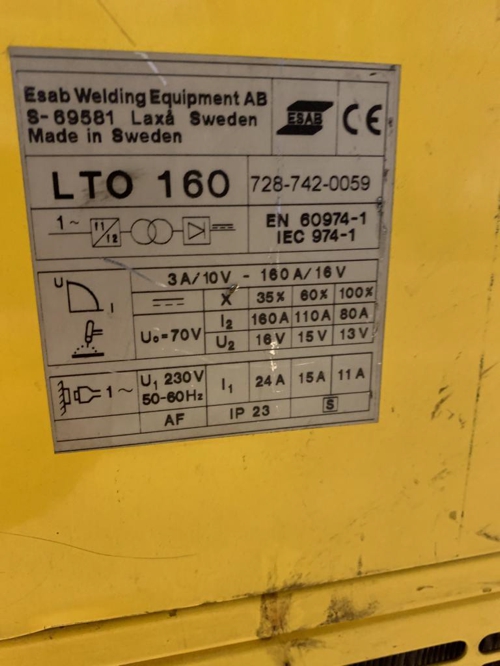 Esab Welding Equipment AB
S-69581 Laxå Sweden
Made in Sweden
ESAB
CE
LTO 160
728-742-0059
1~
f1
f2
EN 60974-1
IEC 974-1
U
I
3A/10V - 160A/16V
X 35% 60% 100%
U₀=70V
I₂ 160A 110A 80A
U₂ 16V 15V 13V
1~
U₁ 230V
50-60Hz
I₁ 24A 15A 11A
AF
IP 23
S